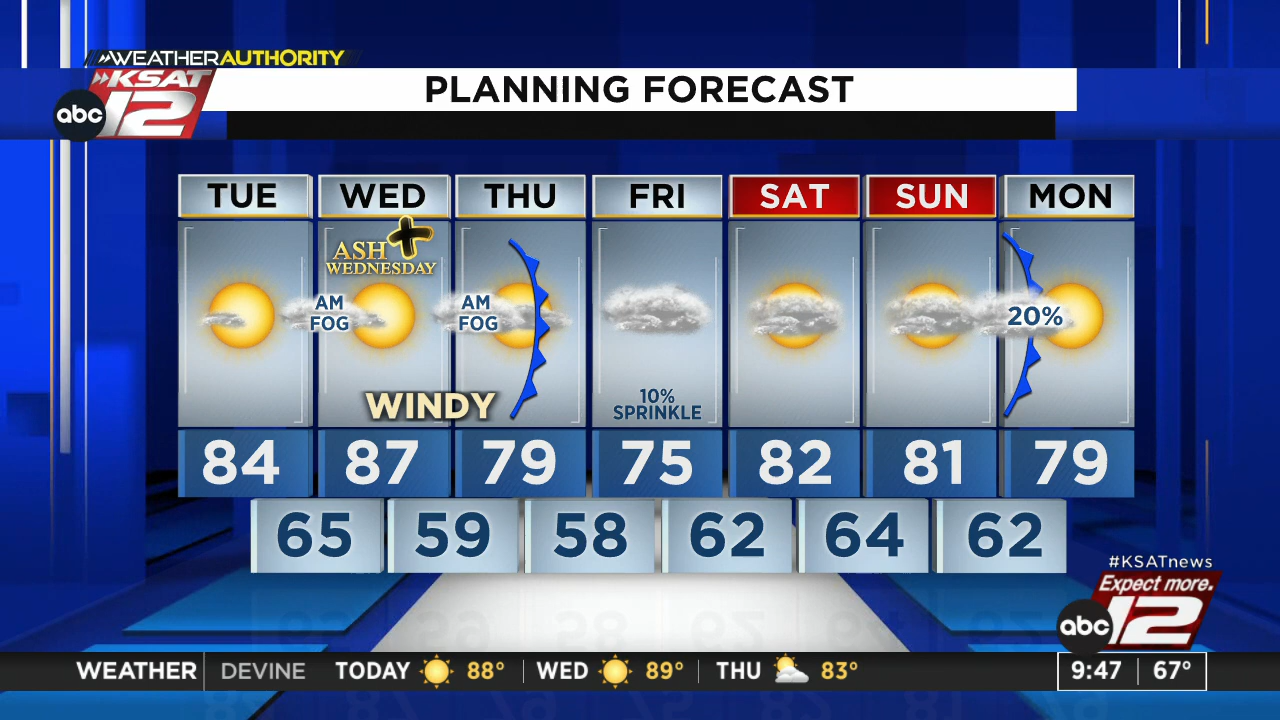 WEATHER AUTHORITY
KSAT
abc 12
PLANNING FORECAST
TUE WED THU FRI SAT SUN MON
ASH
WEDNESDAY
AM
FOG
AM
FOG
20%
WINDY
10%
SPRINKLE
84 87 79 75 82 81 79
65 59 58 62 64 62
#KSATnews
Expect more.
abc 12
WEATHER DEVINE TODAY 88° WED 89° THU 83° 9:47 67°